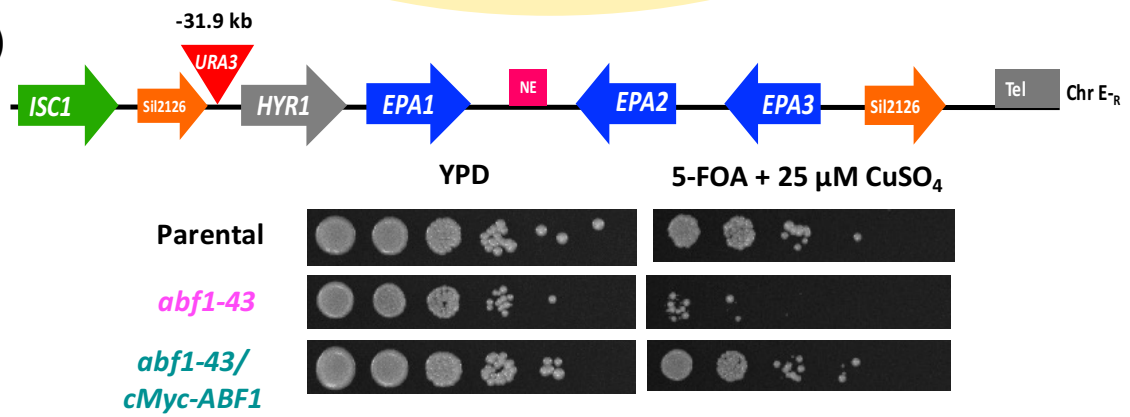 )
-31.9 kb
URA3
ISC1 Sil2126 HYR1 EPA1 NE EPA2 EPA3 Sil2126 Tel Chr E-R
YPD 5-FOA + 25 μM CuSO4
Parental
abf1-43
abf1-43/
cMyc-ABF1